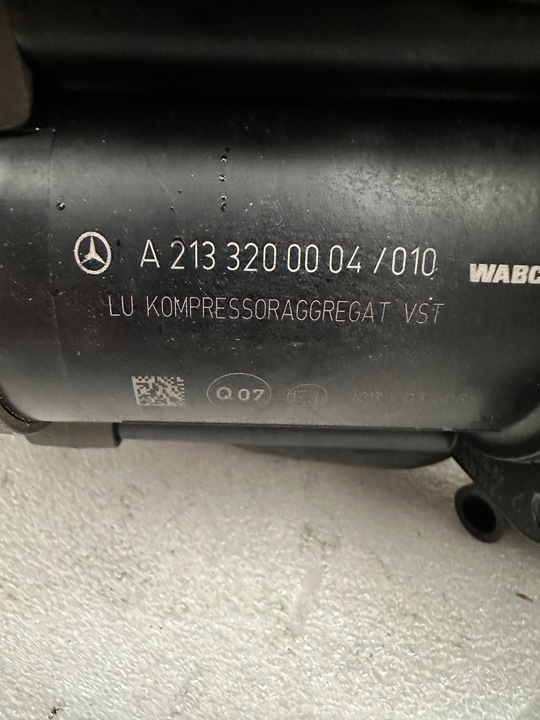 A 213 320 00 04 /010
WABC
LU KOMPRESSORAGGREGAT VST
Q07